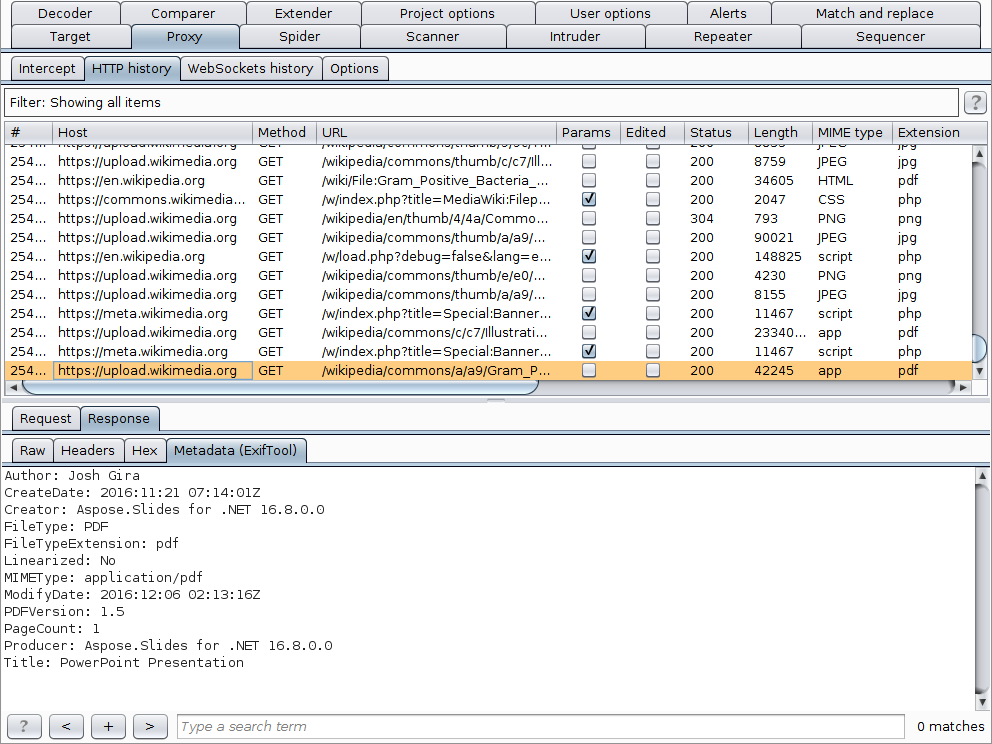 Decoder Comparer Extender Project options User options Alerts Match and replace
Target Proxy Spider Scanner Intruder Repeater Sequencer
Intercept HTTP history WebSockets history Options
Filter: Showing all items ?
# Host Method URL Params Edited Status Length MIME type Extension
254... https://upload.wikimedia.org GET /wikipedia/commons/thumb/c/c7/Ill... 200 8759 JPEG jpg
254... https://en.wikipedia.org GET /wiki/File:Gram_Positive_Bacteria_... 200 34605 HTML pdf
254... https://commons.wikimedia... GET /w/index.php?title=MediaWiki:Filep... 200 2047 CSS php
254... https://upload.wikimedia.org GET /wikipedia/en/thumb/4/4a/Commo... 304 793 PNG png
254... https://upload.wikimedia.org GET /wikipedia/commons/thumb/a/a9/... 200 90021 JPEG jpg
254... https://en.wikipedia.org GET /w/load.php?debug=false&lang=e... 200 148825 script php
254... https://upload.wikimedia.org GET /wikipedia/commons/thumb/e/e0/... 200 4230 PNG png
254... https://upload.wikimedia.org GET /wikipedia/commons/thumb/a/a9/... 200 8155 JPEG jpg
254... https://meta.wikimedia.org GET /w/index.php?title=Special:Banner... 200 11467 script php
254... https://upload.wikimedia.org GET /wikipedia/commons/c/c7/Illustrati... 200 23340... app pdf
254... https://meta.wikimedia.org GET /w/index.php?title=Special:Banner... 200 11467 script php
254... https://upload.wikimedia.org GET /wikipedia/commons/a/a9/Gram_P... 200 42245 app pdf
Request Response
Raw Headers Hex Metadata (ExifTool)
Author: Josh Gira
CreateDate: 2016:11:21 07:14:01Z
Creator: Aspose.Slides for .NET 16.8.0.0
FileType: PDF
FileTypeExtension: pdf
Linearized: No
MIMEType: application/pdf
ModifyDate: 2016:12:06 02:13:16Z
PDFVersion: 1.5
PageCount: 1
Producer: Aspose.Slides for .NET 16.8.0.0
Title: PowerPoint Presentation
? < + > Type a search term 0 matches